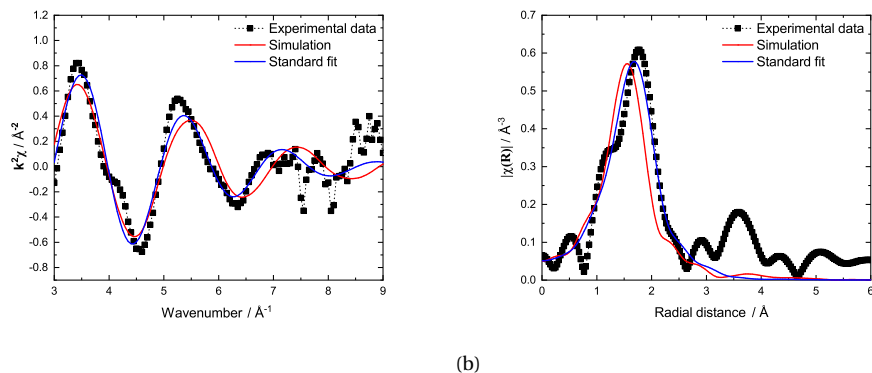 1.2
1.0
0.8
0.6
0.4
0.2
0.0
-0.2
-0.4
-0.6
-0.8
k²χ / Å⁻²
3 4 5 6 7 8 9
Wavenumber / Å⁻¹
Experimental data
Simulation
Standard fit
0.7
0.6
0.5
0.4
0.3
0.2
0.1
0.0
|χ(R)| / Å⁻³
0 1 2 3 4 5 6
Radial distance / Å
Experimental data
Simulation
Standard fit
(b)